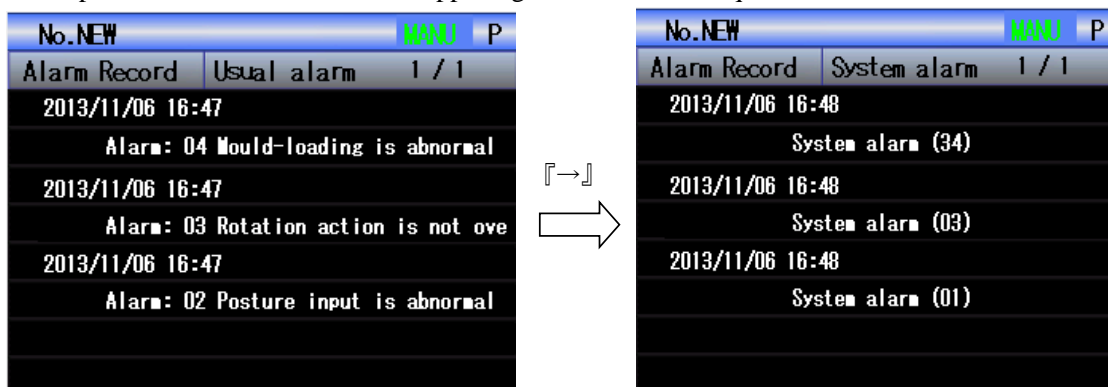 No.NEW MANU P
Alarm Record Usual alarm 1 / 1
2013/11/06 16:47
Alarm: 04 Mould-loading is abnormal
2013/11/06 16:47
Alarm: 03 Rotation action is not ove
2013/11/06 16:47
Alarm: 02 Posture input is abnormal
『→』
No.NEW MANU P
Alarm Record System alarm 1 / 1
2013/11/06 16:48
System alarm (34)
2013/11/06 16:48
System alarm (03)
2013/11/06 16:48
System alarm (01)